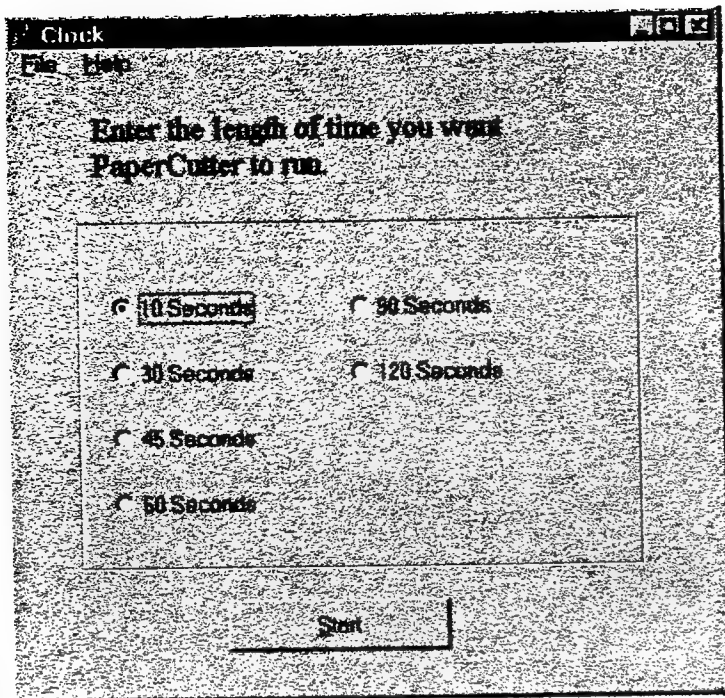 Clock
File Help
Enter the length of time you want
PaperCutter to run.
10 Seconds
30 Seconds
45 Seconds
60 Seconds
90 Seconds
120 Seconds
Start